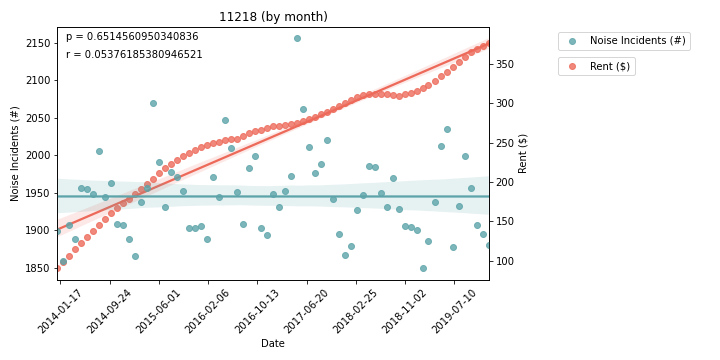 11218 (by month)
p = 0.6514560950340836
r = 0.05376185380946521
Noise Incidents (#)
Rent ($)
2150
2100
2050
2000
1950
1900
1850
Noise Incidents (#)
350
300
250
200
150
100
Rent ($)
2014-01-17
2014-09-24
2015-06-01
2016-02-06
2016-10-13
2017-06-20
2018-02-25
2018-11-02
2019-07-10
Date